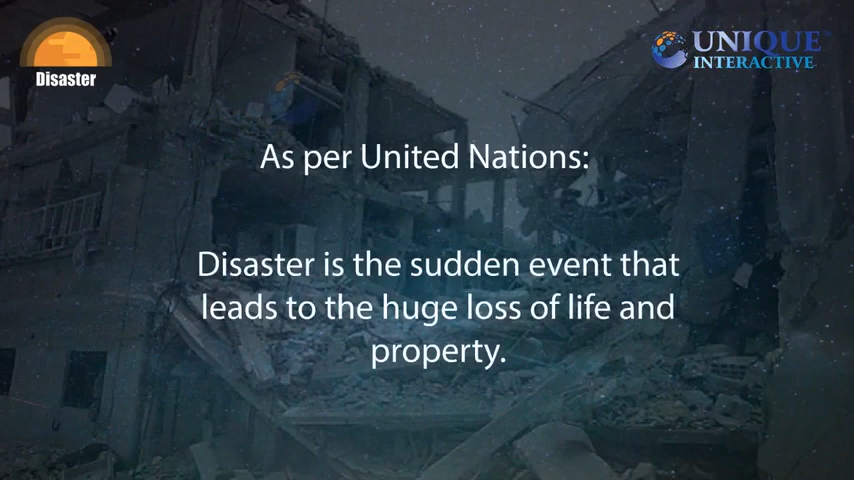 Disaster
UNIQUE
INTERACTIVE
As per United Nations:
Disaster is the sudden event that
leads to the huge loss of life and
property.